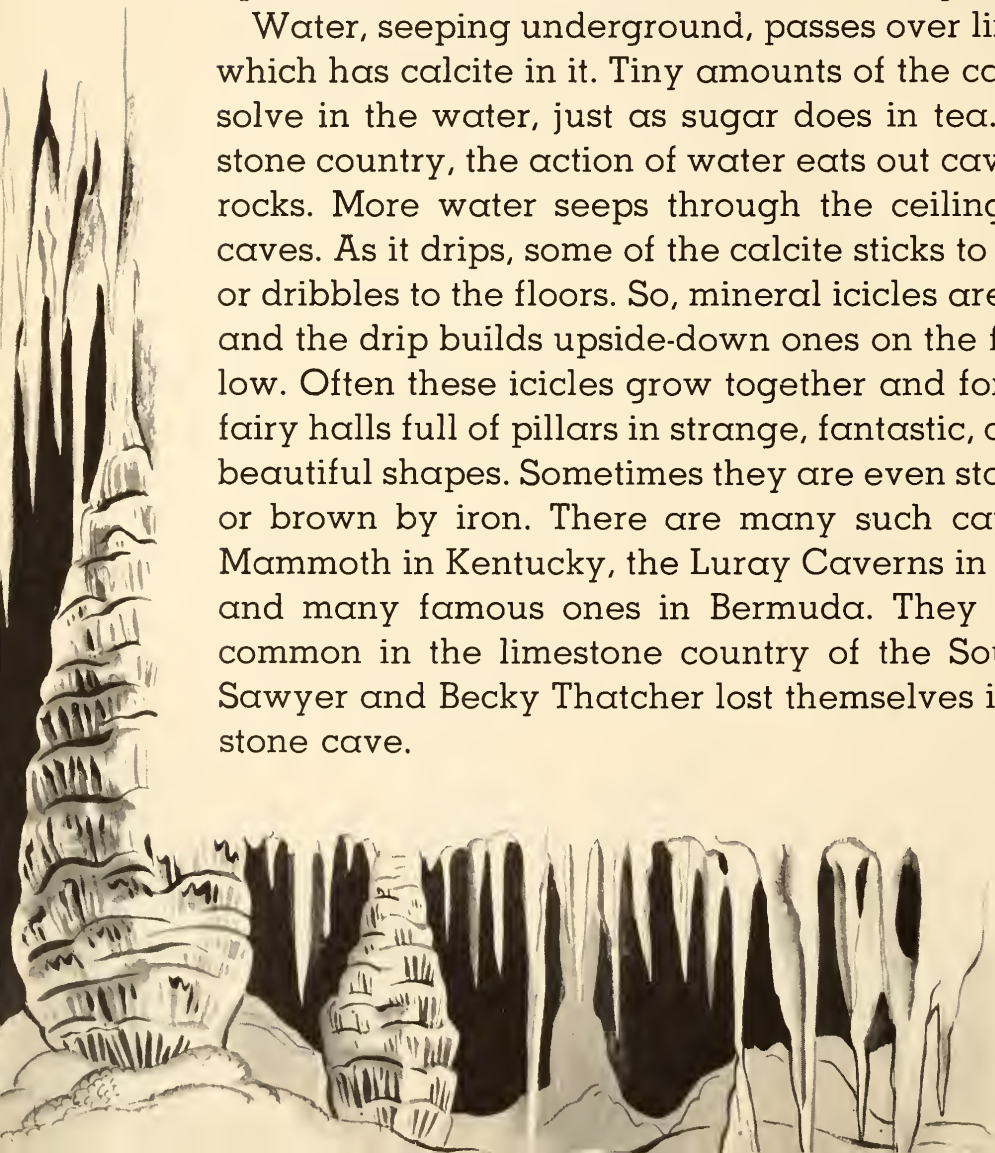 Water, seeping underground, passes over li
which has calcite in it. Tiny amounts of the ca
solve in the water, just as sugar does in tea.
stone country, the action of water eats out cav
rocks. More water seeps through the ceiling
caves. As it drips, some of the calcite sticks to
or dribbles to the floors. So, mineral icicles are
and the drip builds upside-down ones on the f
low. Often these icicles grow together and for
fairy halls full of pillars in strange, fantastic,
beautiful shapes. Sometimes they are even sta
or brown by iron. There are many such ca
Mammoth in Kentucky, the Luray Caverns in
and many famous ones in Bermuda. They
common in the limestone country of the Sou
Sawyer and Becky Thatcher lost themselves i
stone cave.